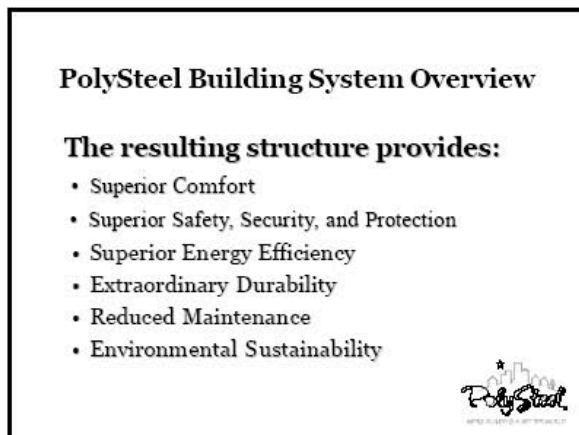 PolySteel Building System Overview
The resulting structure provides:
• Superior Comfort
• Superior Safety, Security, and Protection
• Superior Energy Efficiency
• Extraordinary Durability
• Reduced Maintenance
• Environmental Sustainability
PolySteel